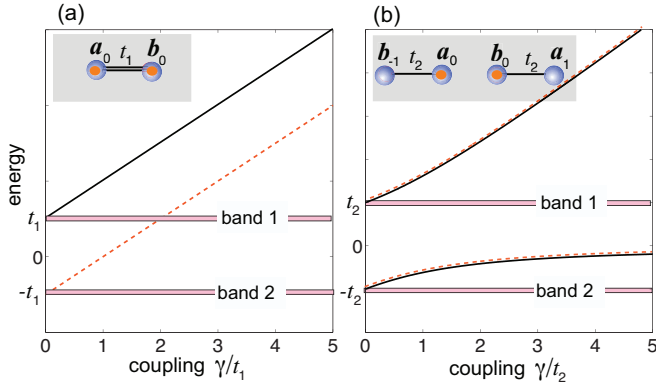 (a)
a0 t1 b0
energy
t1
0
-t1
band 1
band 2
0 1 2 3 4 5
coupling γ/t1
(b)
b-1 t2 a0 b0 t2 a1
t2
0
-t2
band 1
band 2
0 1 2 3 4 5
coupling γ/t2